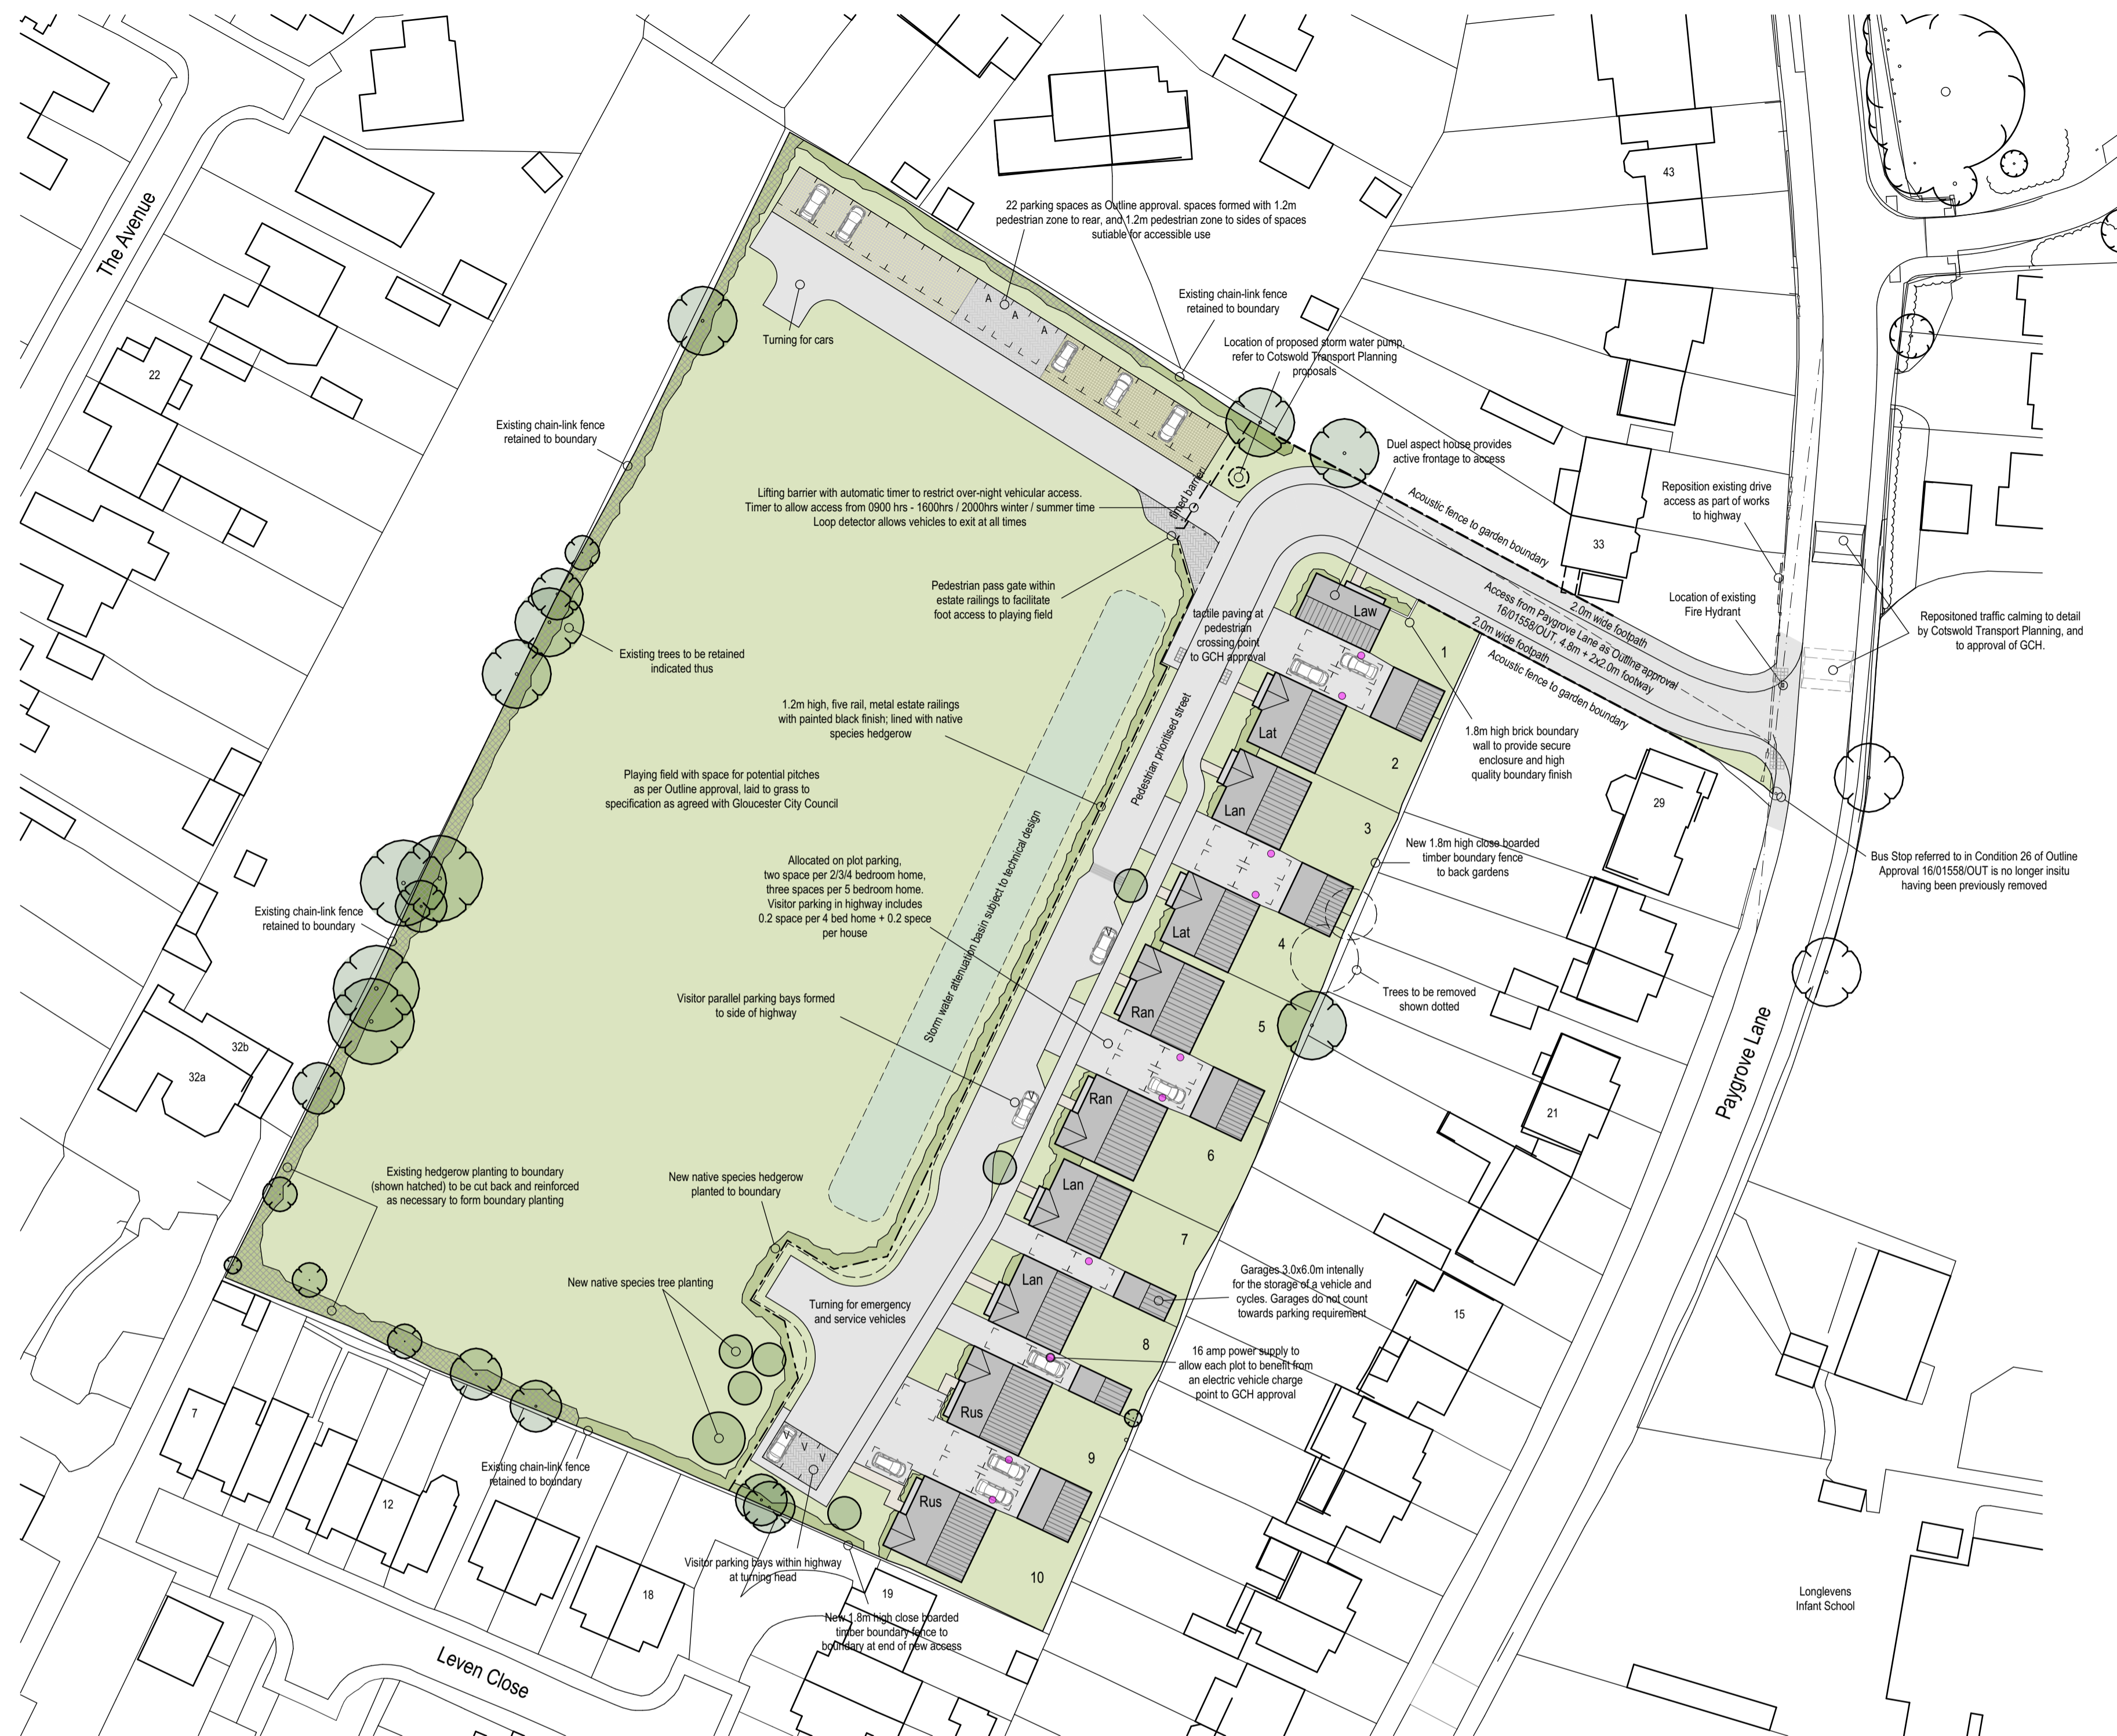 The Avenue
22
43
22 parking spaces as Outline approval. spaces formed with 1.2m
pedestrian zone to rear, and 1.2m pedestrian zone to sides of spaces
sutiable for accessible use
A
A
A
Existing chain-link fence
retained to boundary
Turning for cars
Location of proposed storm water pump,
refer to Cotswold Transport Planning
proposals
Existing chain-link fence
retained to boundary
Duel aspect house provides
active frontage to access
timed barrier
Lifting barrier with automatic timer to restrict over-night vehicular access.
Timer to allow access from 0900 hrs - 1600hrs / 2000hrs winter / summer time
Loop detector allows vehicles to exit at all times
Acoustic fence to garden boundary
33
Reposition existing drive
access as part of works
to highway
Pedestrian pass gate within
estate railings to facilitate
foot access to playing field
tactile paving at
pedestrian
crossing point
to GCH approval
Law
1
2.0m wide footpath
Access from Paygrove Lane as Outline approval
16/01558/OUT, 4.8m + 2x2.0m footway
2.0m wide footpath
Acoustic fence to garden boundary
Location of existing
Fire Hydrant
Repositoned traffic calming to detail
by Cotswold Transport Planning, and
to approval of GCH.
Existing trees to be retained
indicated thus
1.2m high, five rail, metal estate railings
with painted black finish; lined with native
species hedgerow
Pedestrian prioritised street
Lat
2
1.8m high brick boundary
wall to provide secure
enclosure and high
quality boundary finish
Playing field with space for potential pitches
as per Outline approval, laid to grass to
specification as agreed with Gloucester City Council
Lan
3
29
New 1.8m high close boarded
timber boundary fence
to back gardens
Allocated on plot parking,
two space per 2/3/4 bedroom home,
three spaces per 5 bedroom home.
Visitor parking in highway includes
0.2 space per 4 bed home + 0.2 spece
per house
Storm water attenuation basin subject to technical design
Bus Stop referred to in Condition 26 of Outline
Approval 16/01558/OUT is no longer insitu
having been previously removed
Existing chain-link fence
retained to boundary
Lat
4
V
Trees to be removed
shown dotted
Visitor parallel parking bays formed
to side of highway
Ran
5
32b
32a
V
Ran
6
21
Paygrove Lane
Existing hedgerow planting to boundary
(shown hatched) to be cut back and reinforced
as necessary to form boundary planting
New native species hedgerow
planted to boundary
Lan
7
New native species tree planting
Lan
8
Garages 3.0x6.0m intenally
for the storage of a vehicle and
cycles. Garages do not count
towards parking requirement
15
Turning for emergency
and service vehicles
16 amp power supply to
allow each plot to benefit from
an electric vehicle charge
point to GCH approval
7
Rus
9
V
V
V
Existing chain-link fence
retained to boundary
12
Rus
10
Visitor parking bays within highway
at turning head
18
19
New 1.8m high close boarded
timber boundary fence to
boundary at end of new access
Leven Close
Longlevens
Infant School